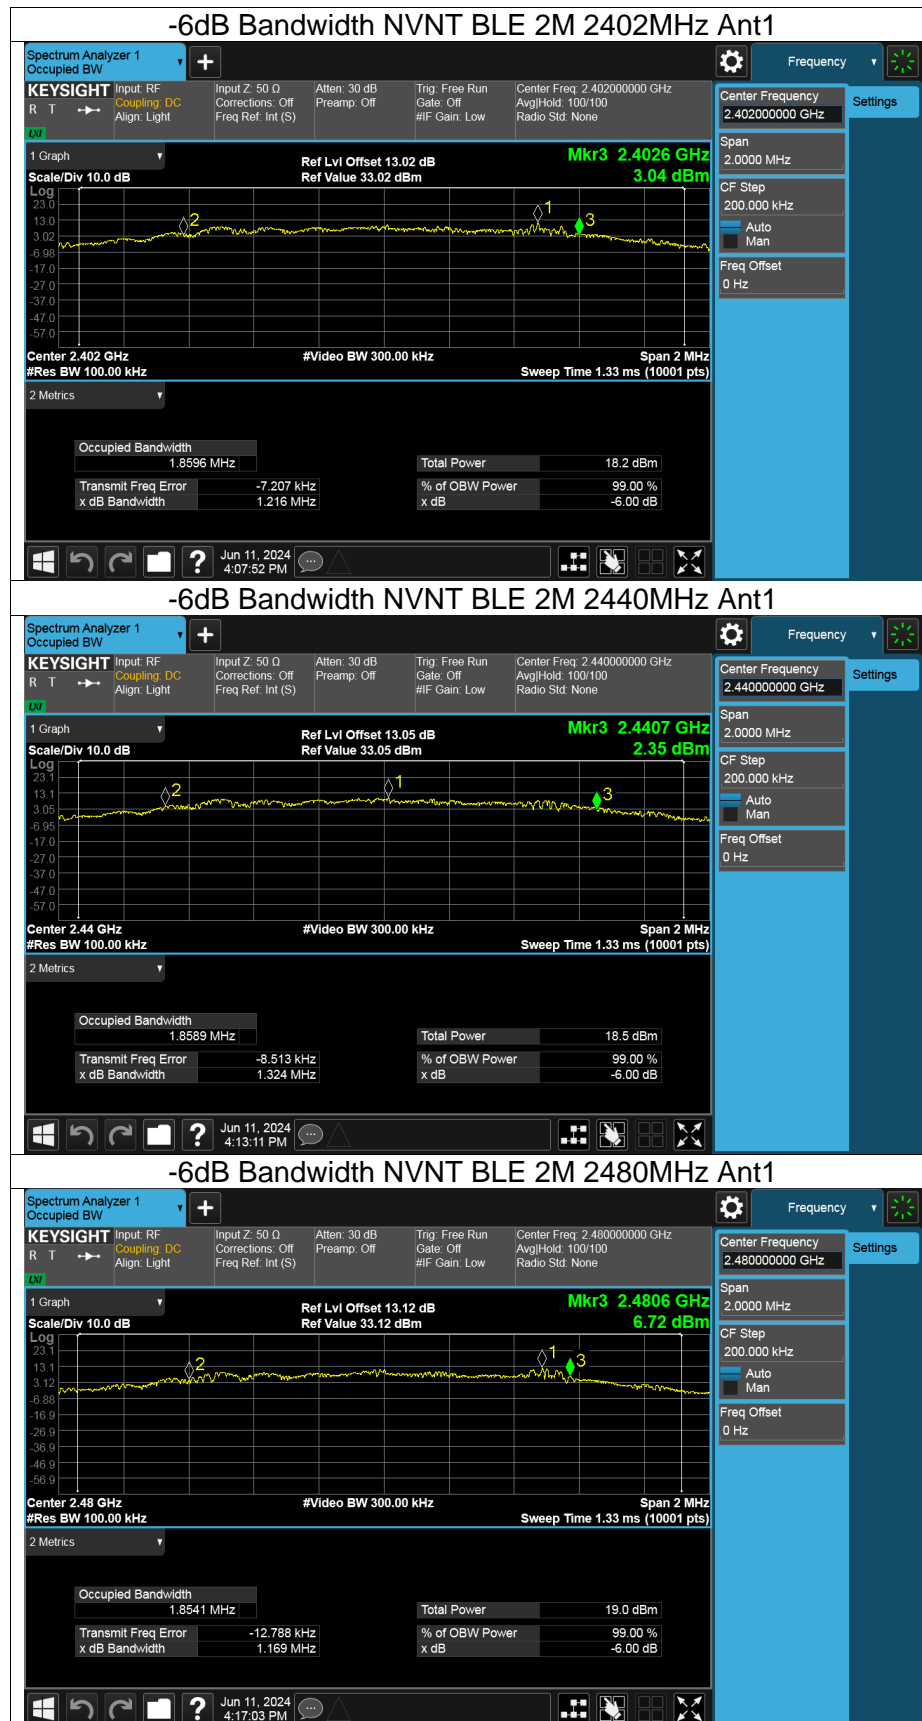 -6dB Bandwidth NVNT BLE 2M 2402MHz Ant1
Spectrum Analyzer 1
Occupied BW
+
Frequency
KEYSIGHT
R T
LXI
Input: RF
Coupling: DC
Align: Light
Input Z: 50 Ω
Corrections: Off
Freq Ref: Int (S)
Atten: 30 dB
Preamp: Off
Trig: Free Run
Gate: Off
#IF Gain: Low
Center Freq: 2.402000000 GHz
Avg|Hold: 100/100
Radio Std: None
Center Frequency
2.402000000 GHz
Settings
Span
2.0000 MHz
CF Step
200.000 kHz
Auto
Man
Freq Offset
0 Hz
1 Graph
Scale/Div 10.0 dB
Ref Lvl Offset 13.02 dB
Ref Value 33.02 dBm
Mkr3 2.4026 GHz
3.04 dBm
Log
23.0
13.0
3.02
-6.98
-17.0
-27.0
-37.0
-47.0
-57.0
2
1
3
Center 2.402 GHz
#Video BW 300.00 kHz
Span 2 MHz
#Res BW 100.00 kHz
Sweep Time 1.33 ms (10001 pts)
2 Metrics
Occupied Bandwidth
1.8596 MHz
Total Power 18.2 dBm
Transmit Freq Error -7.207 kHz
% of OBW Power 99.00 %
x dB Bandwidth 1.216 MHz
x dB -6.00 dB
?
Jun 11, 2024
4:07:52 PM
-6dB Bandwidth NVNT BLE 2M 2440MHz Ant1
Spectrum Analyzer 1
Occupied BW
+
Frequency
KEYSIGHT
R T
LXI
Input: RF
Coupling: DC
Align: Light
Input Z: 50 Ω
Corrections: Off
Freq Ref: Int (S)
Atten: 30 dB
Preamp: Off
Trig: Free Run
Gate: Off
#IF Gain: Low
Center Freq: 2.440000000 GHz
Avg|Hold: 100/100
Radio Std: None
Center Frequency
2.440000000 GHz
Settings
Span
2.0000 MHz
CF Step
200.000 kHz
Auto
Man
Freq Offset
0 Hz
1 Graph
Scale/Div 10.0 dB
Ref Lvl Offset 13.05 dB
Ref Value 33.05 dBm
Mkr3 2.4407 GHz
2.35 dBm
Log
23.1
13.1
3.05
-6.95
-17.0
-27.0
-37.0
-47.0
-57.0
2
1
3
Center 2.44 GHz
#Video BW 300.00 kHz
Span 2 MHz
#Res BW 100.00 kHz
Sweep Time 1.33 ms (10001 pts)
2 Metrics
Occupied Bandwidth
1.8589 MHz
Total Power 18.5 dBm
Transmit Freq Error -8.513 kHz
% of OBW Power 99.00 %
x dB Bandwidth 1.324 MHz
x dB -6.00 dB
?
Jun 11, 2024
4:13:11 PM
-6dB Bandwidth NVNT BLE 2M 2480MHz Ant1
Spectrum Analyzer 1
Occupied BW
+
Frequency
KEYSIGHT
R T
LXI
Input: RF
Coupling: DC
Align: Light
Input Z: 50 Ω
Corrections: Off
Freq Ref: Int (S)
Atten: 30 dB
Preamp: Off
Trig: Free Run
Gate: Off
#IF Gain: Low
Center Freq: 2.480000000 GHz
Avg|Hold: 100/100
Radio Std: None
Center Frequency
2.480000000 GHz
Settings
Span
2.0000 MHz
CF Step
200.000 kHz
Auto
Man
Freq Offset
0 Hz
1 Graph
Scale/Div 10.0 dB
Ref Lvl Offset 13.12 dB
Ref Value 33.12 dBm
Mkr3 2.4806 GHz
6.72 dBm
Log
23.1
13.1
3.12
-6.88
-16.9
-26.9
-36.9
-46.9
-56.9
2
1
3
Center 2.48 GHz
#Video BW 300.00 kHz
Span 2 MHz
#Res BW 100.00 kHz
Sweep Time 1.33 ms (10001 pts)
2 Metrics
Occupied Bandwidth
1.8541 MHz
Total Power 19.0 dBm
Transmit Freq Error -12.788 kHz
% of OBW Power 99.00 %
x dB Bandwidth 1.169 MHz
x dB -6.00 dB
?
Jun 11, 2024
4:17:03 PM